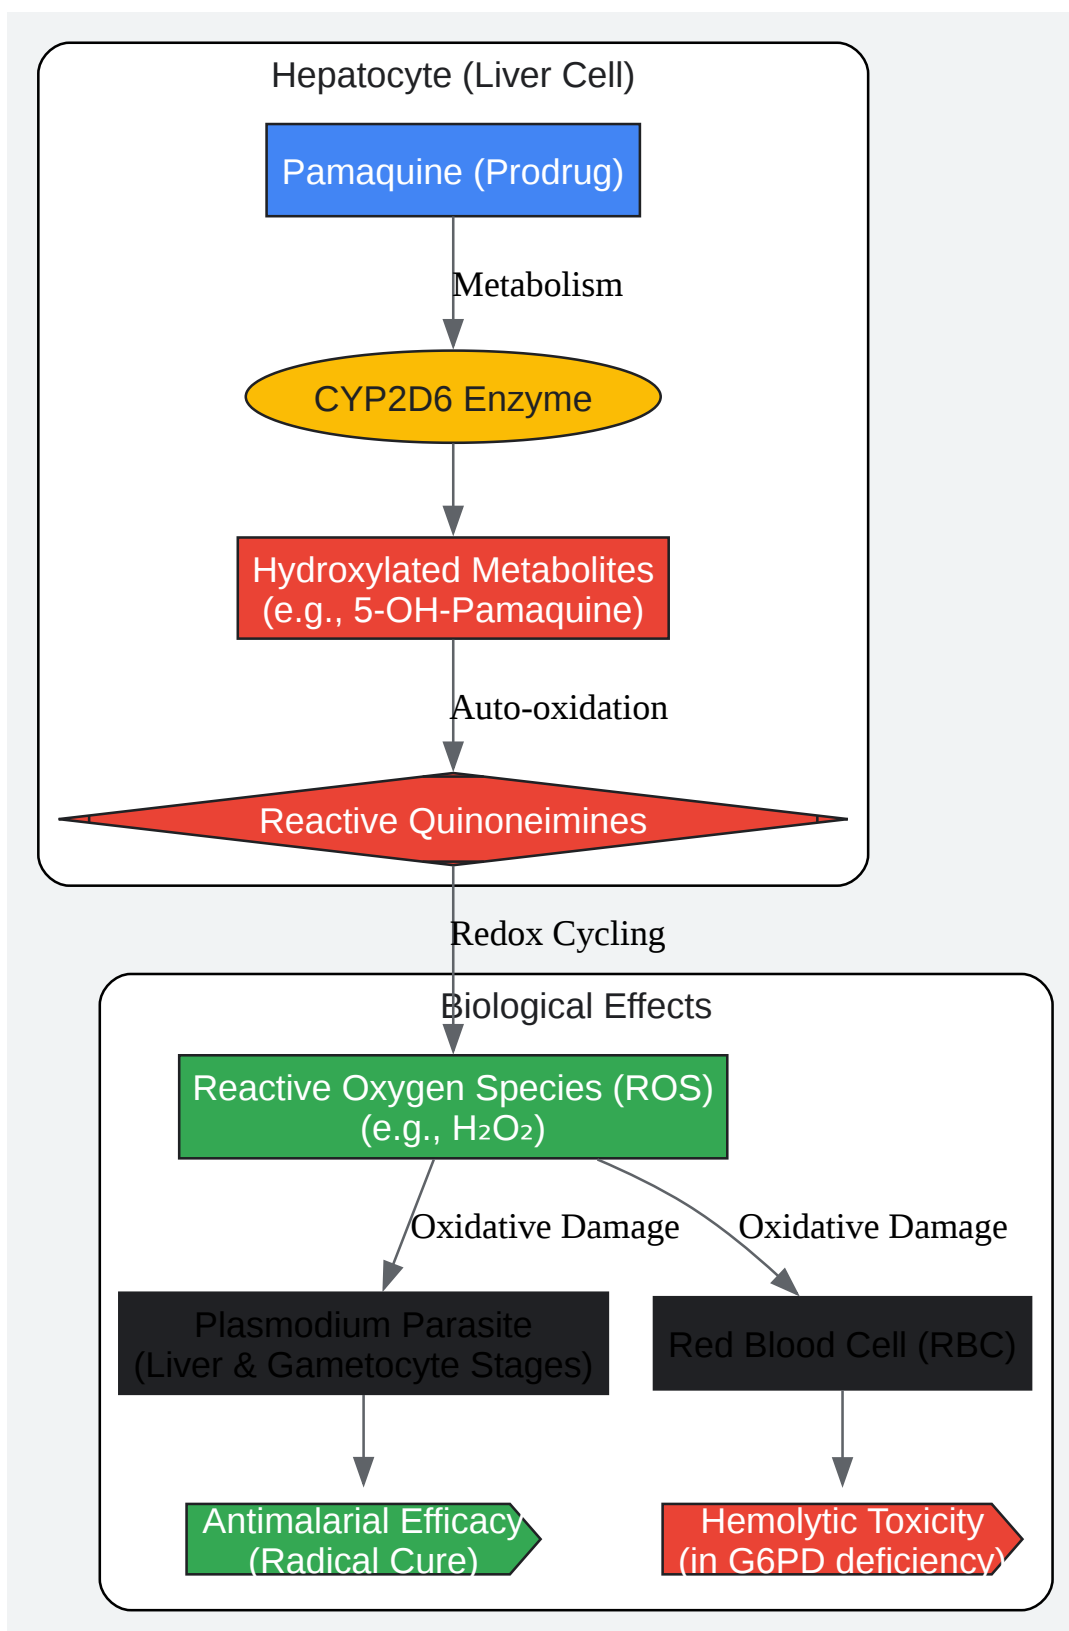 Hepatocyte (Liver Cell)
Pamaquine (Prodrug)
Metabolism
CYP2D6 Enzyme
Hydroxylated Metabolites
(e.g., 5-OH-Pamaquine)
Auto-oxidation
Reactive Quinoneimines
Redox Cycling
Biological Effects
Reactive Oxygen Species (ROS)
(e.g., H₂O₂)
Oxidative Damage
Oxidative Damage
Plasmodium Parasite
(Liver & Gametocyte Stages)
Red Blood Cell (RBC)
Antimalarial Efficacy
(Radical Cure)
Hemolytic Toxicity
(in G6PD deficiency)